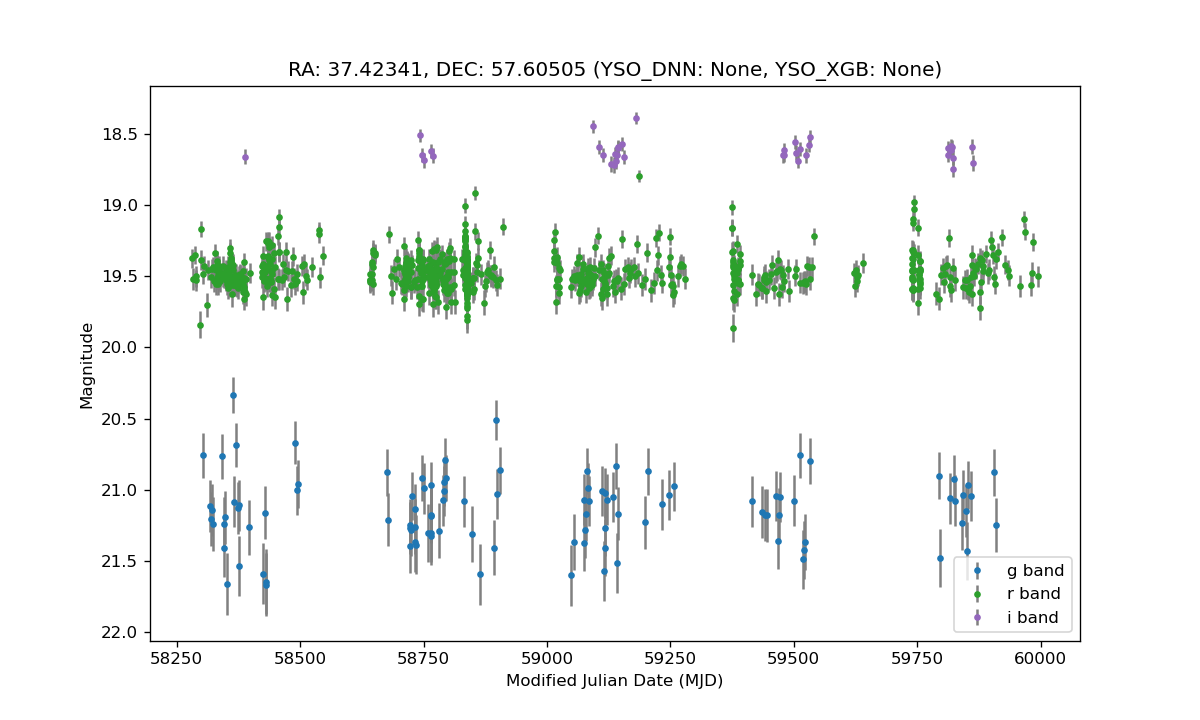 RA: 37.42341, DEC: 57.60505 (YSO_DNN: None, YSO_XGB: None)
Magnitude
18.5
19.0
19.5
20.0
20.5
21.0
21.5
22.0
g band
r band
i band
58250 58500 58750 59000 59250 59500 59750 60000
Modified Julian Date (MJD)